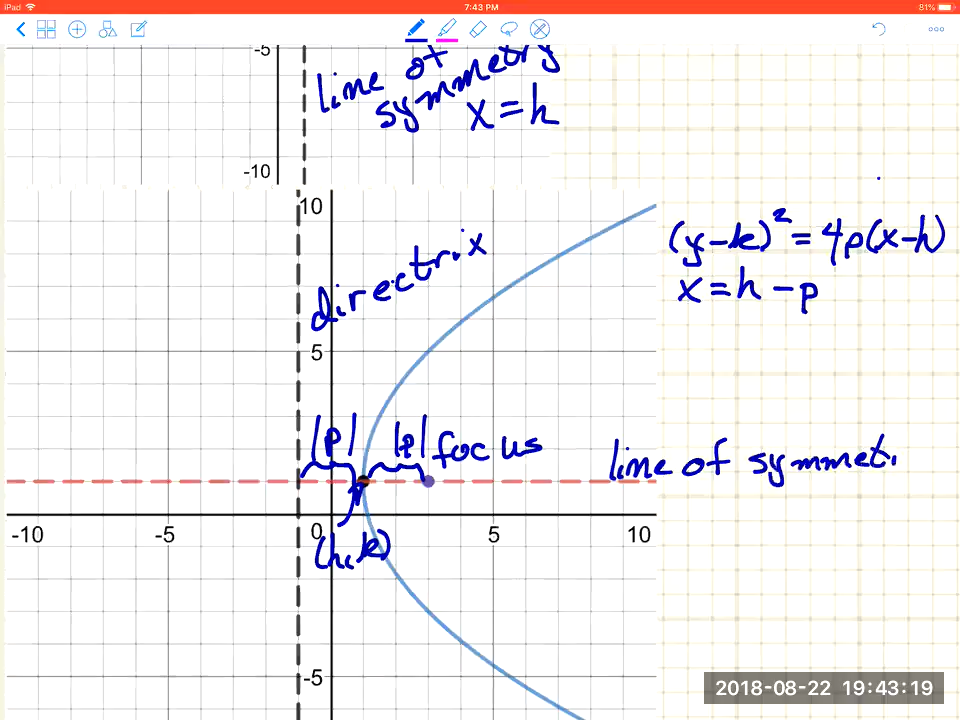 iPad 7:43 PM 81%
-5
line of
symmetry
x = h
-10
10
directrix
(y-k)² = 4p(x-h)
x = h - p
5
|p| |p| focus
line of symmet
-10 -5 0 5 10
(h,k)
-5
2018-08-22 19:43:19